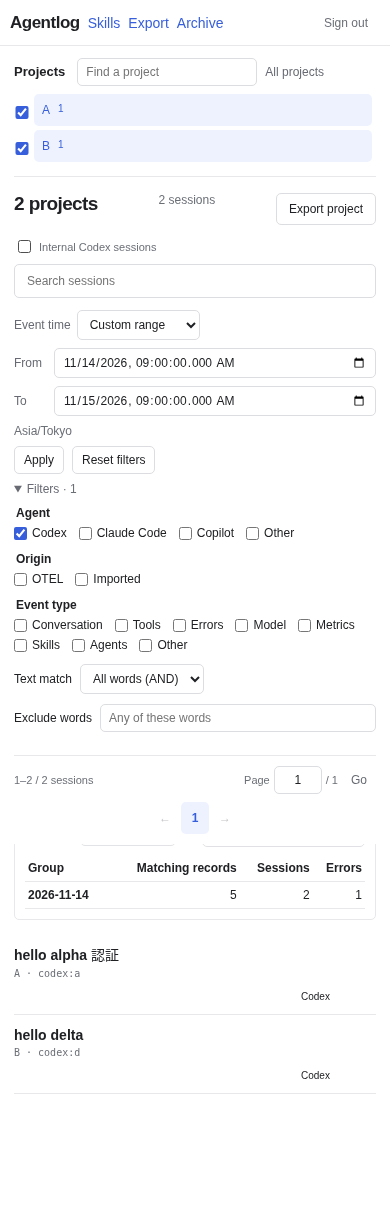 Agentlog Skills Export Archive Sign out
Projects Find a project All projects
A 1
B 1
2 projects 2 sessions Export project
Internal Codex sessions
Search sessions
Event time Custom range
From 11/14/2026, 09:00:00.000 AM
To 11/15/2026, 09:00:00.000 AM
Asia/Tokyo
Apply Reset filters
▼ Filters · 1
Agent
Codex Claude Code Copilot Other
Origin
OTEL Imported
Event type
Conversation Tools Errors Model Metrics
Skills Agents Other
Text match All words (AND)
Exclude words Any of these words
1–2 / 2 sessions Page 1 / 1 Go
← 1 →
Group Matching records Sessions Errors
2026-11-14 5 2 1
hello alpha 認証
A · codex:a
Codex
hello delta
B · codex:d
Codex